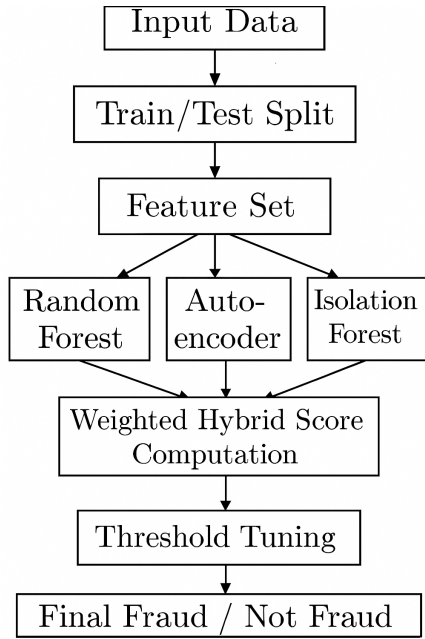 Input Data
Train/Test Split
Feature Set
Random
Forest
Auto-
encoder
Isolation
Forest
Weighted Hybrid Score
Computation
Threshold Tuning
Final Fraud / Not Fraud